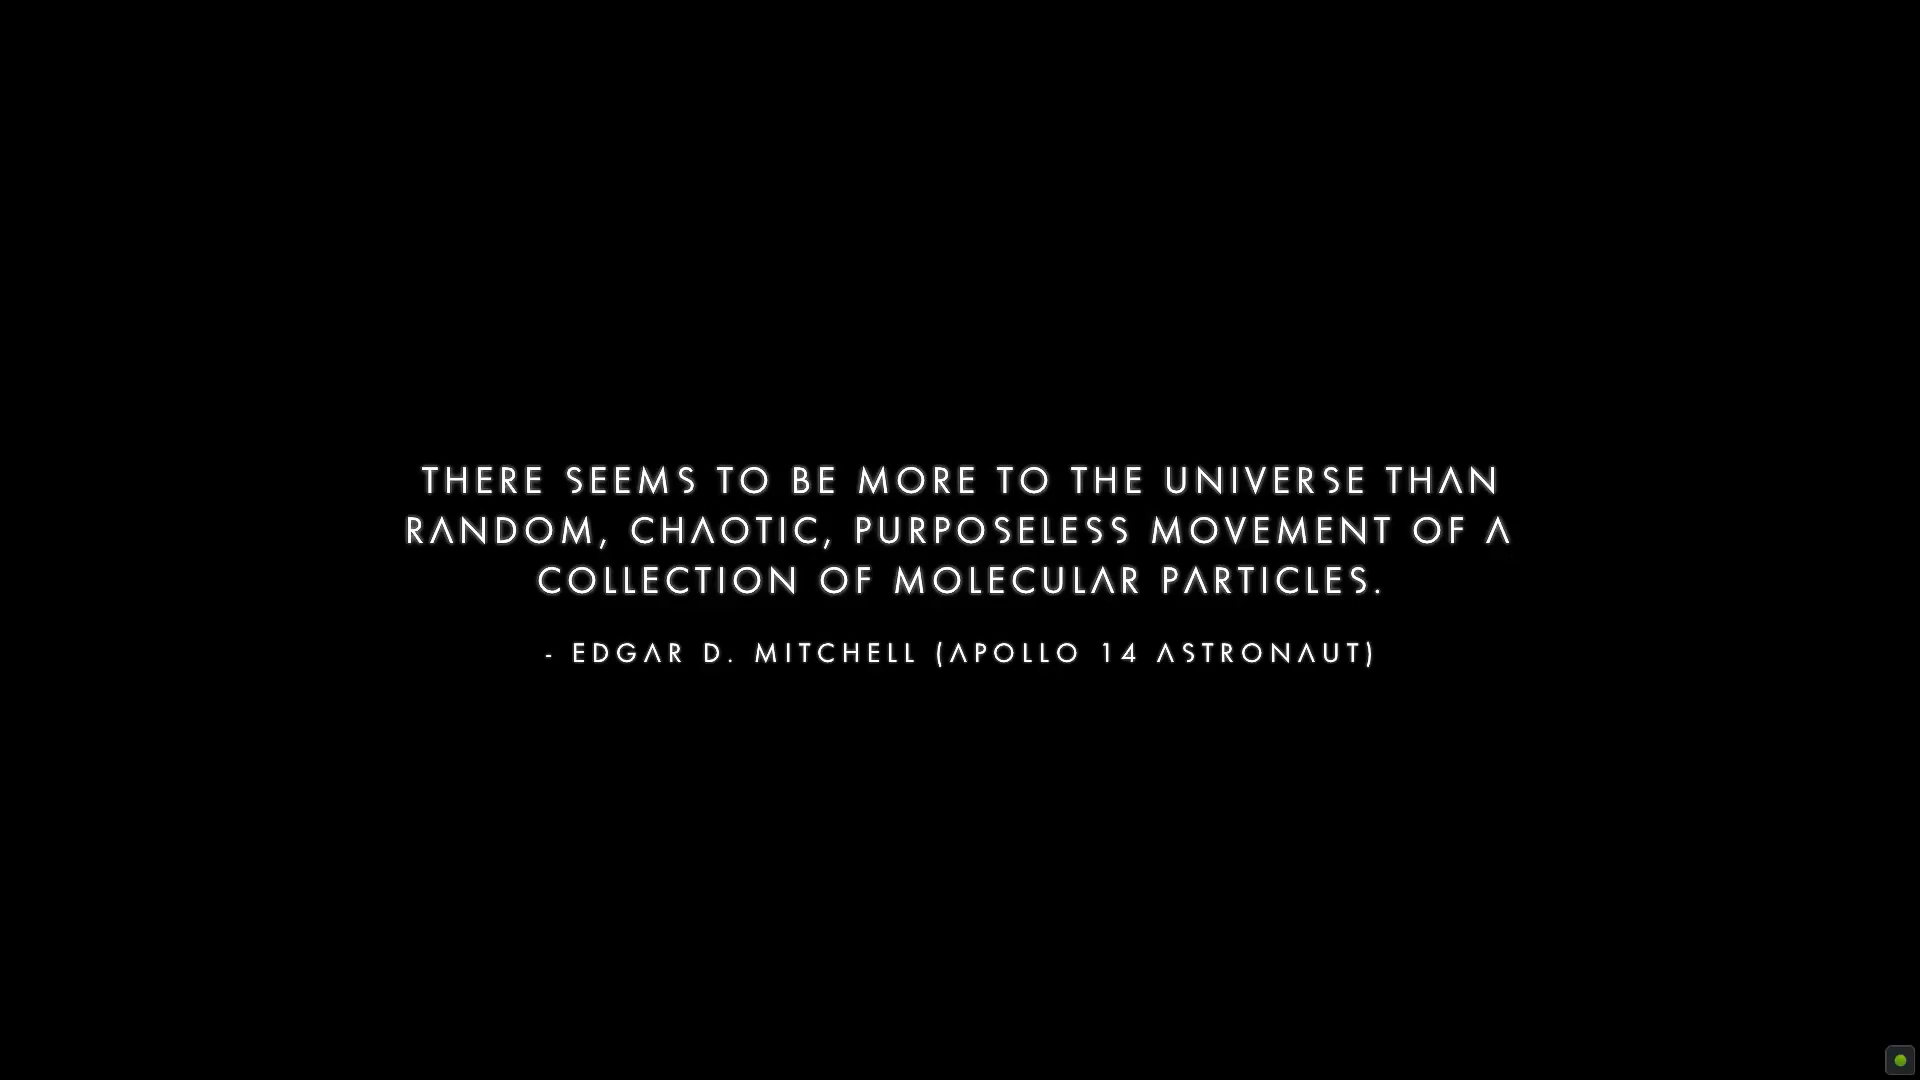 THERE SEEMS TO BE MORE TO THE UNIVERSE THAN
RANDOM, CHAOTIC, PURPOSELESS MOVEMENT OF A
COLLECTION OF MOLECULAR PARTICLES.
- EDGAR D. MITCHELL (APOLLO 14 ASTRONAUT)